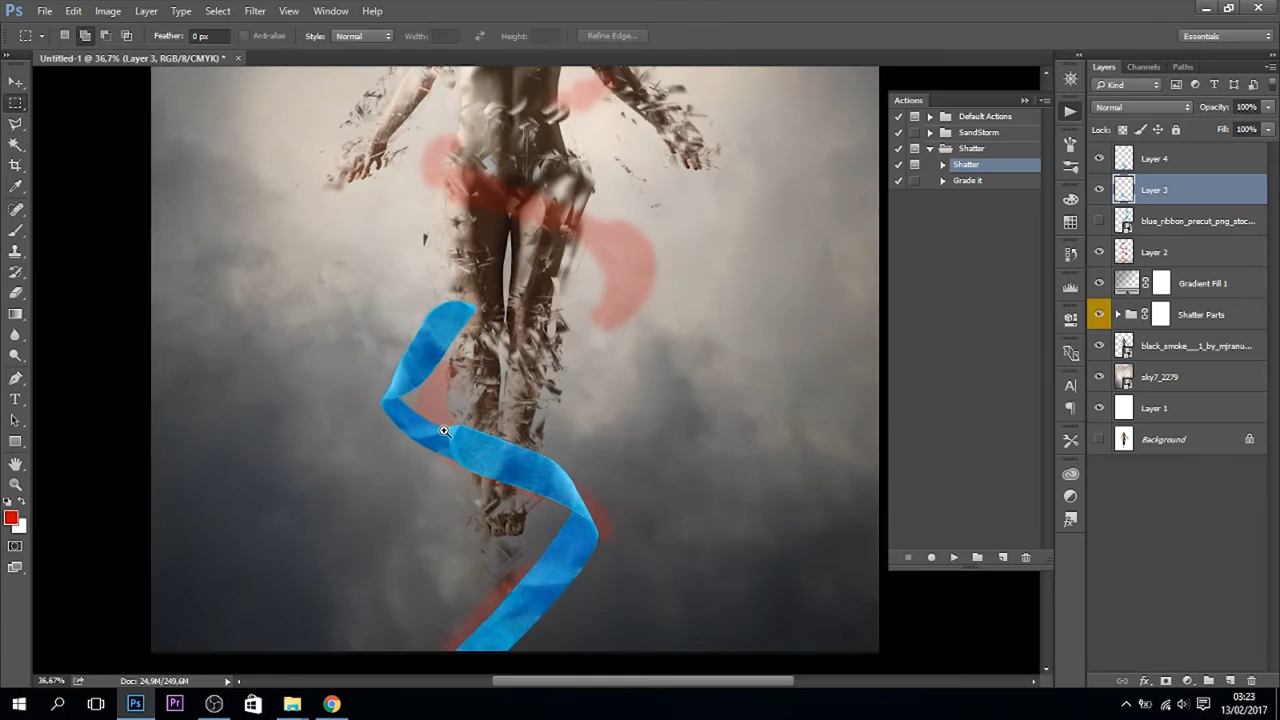 Ps File Edit Image Layer Type Select Filter View Window Help
Feather: 0 px Anti-alias Style: Normal Width: Height: Refine Edge... Essentials
Untitled-1 @ 36,7% (Layer 3, RGB/8/CMYK) *
Layers Channels Paths
Kind
Normal Opacity: 100%
Lock: Fill: 100%
Actions
Default Actions
SandStorm
Shatter
Shatter
Grade it
Layer 4
Layer 3
blue_ribbon_precut_png_stoc...
Layer 2
Gradient Fill 1
Shatter Parts
black_smoke___1_by_mjranu...
sky7_2279
Layer 1
Background
36,67% Doc: 24,9M/249,6M
Ps Pr
03:23
13/02/2017